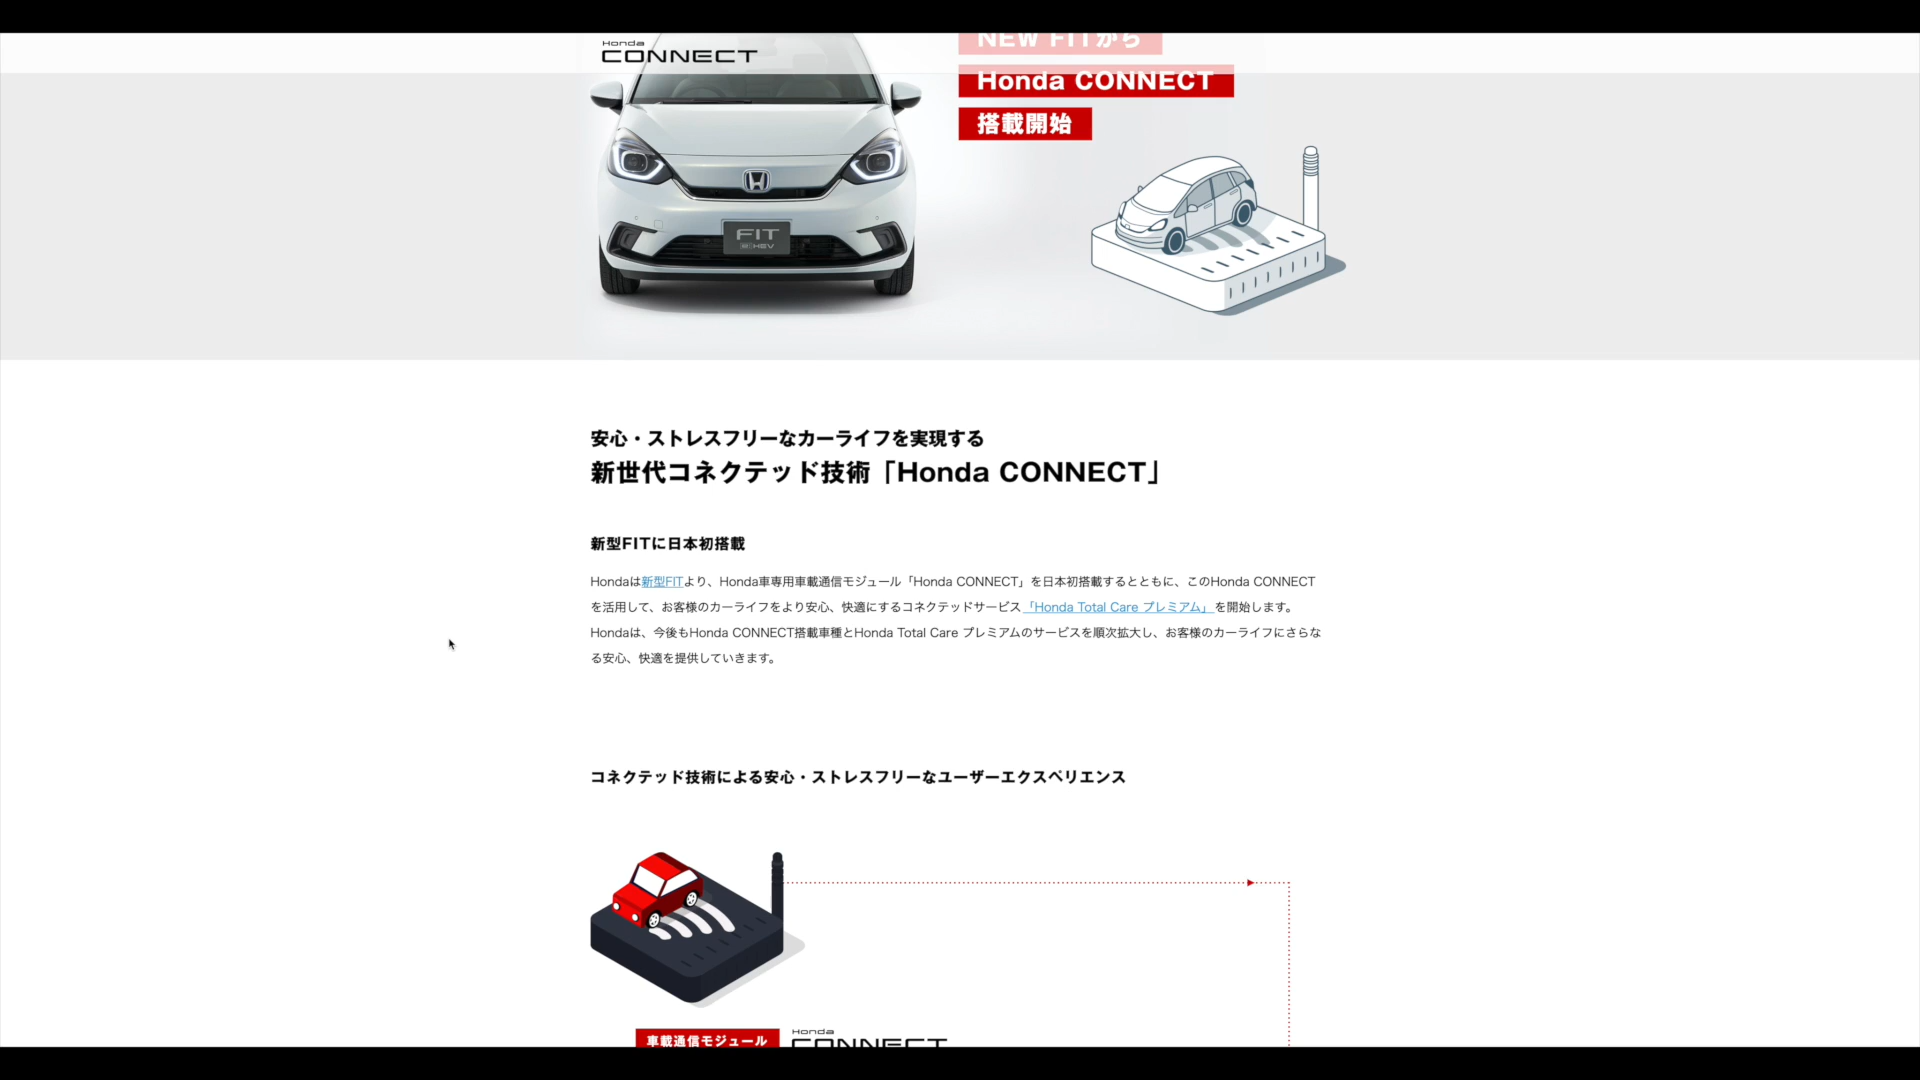 Honda
CONNECT
NEW FITから
Honda CONNECT
搭載開始
FIT
e:HEV
安心・ストレスフリーなカーライフを実現する
新世代コネクテッド技術「Honda CONNECT」
新型FITに日本初搭載
Hondaは新型FITより、Honda車専用車載通信モジュール「Honda CONNECT」を日本初搭載するとともに、このHonda CONNECT
を活用して、お客様のカーライフをより安心、快適にするコネクテッドサービス「Honda Total Care プレミアム」を開始します。
Hondaは、今後もHonda CONNECT搭載車種とHonda Total Care プレミアムのサービスを順次拡大し、お客様のカーライフにさらな
る安心、快適を提供していきます。
コネクテッド技術による安心・ストレスフリーなユーザーエクスペリエンス
車載通信モジュール
Honda
CONNECT